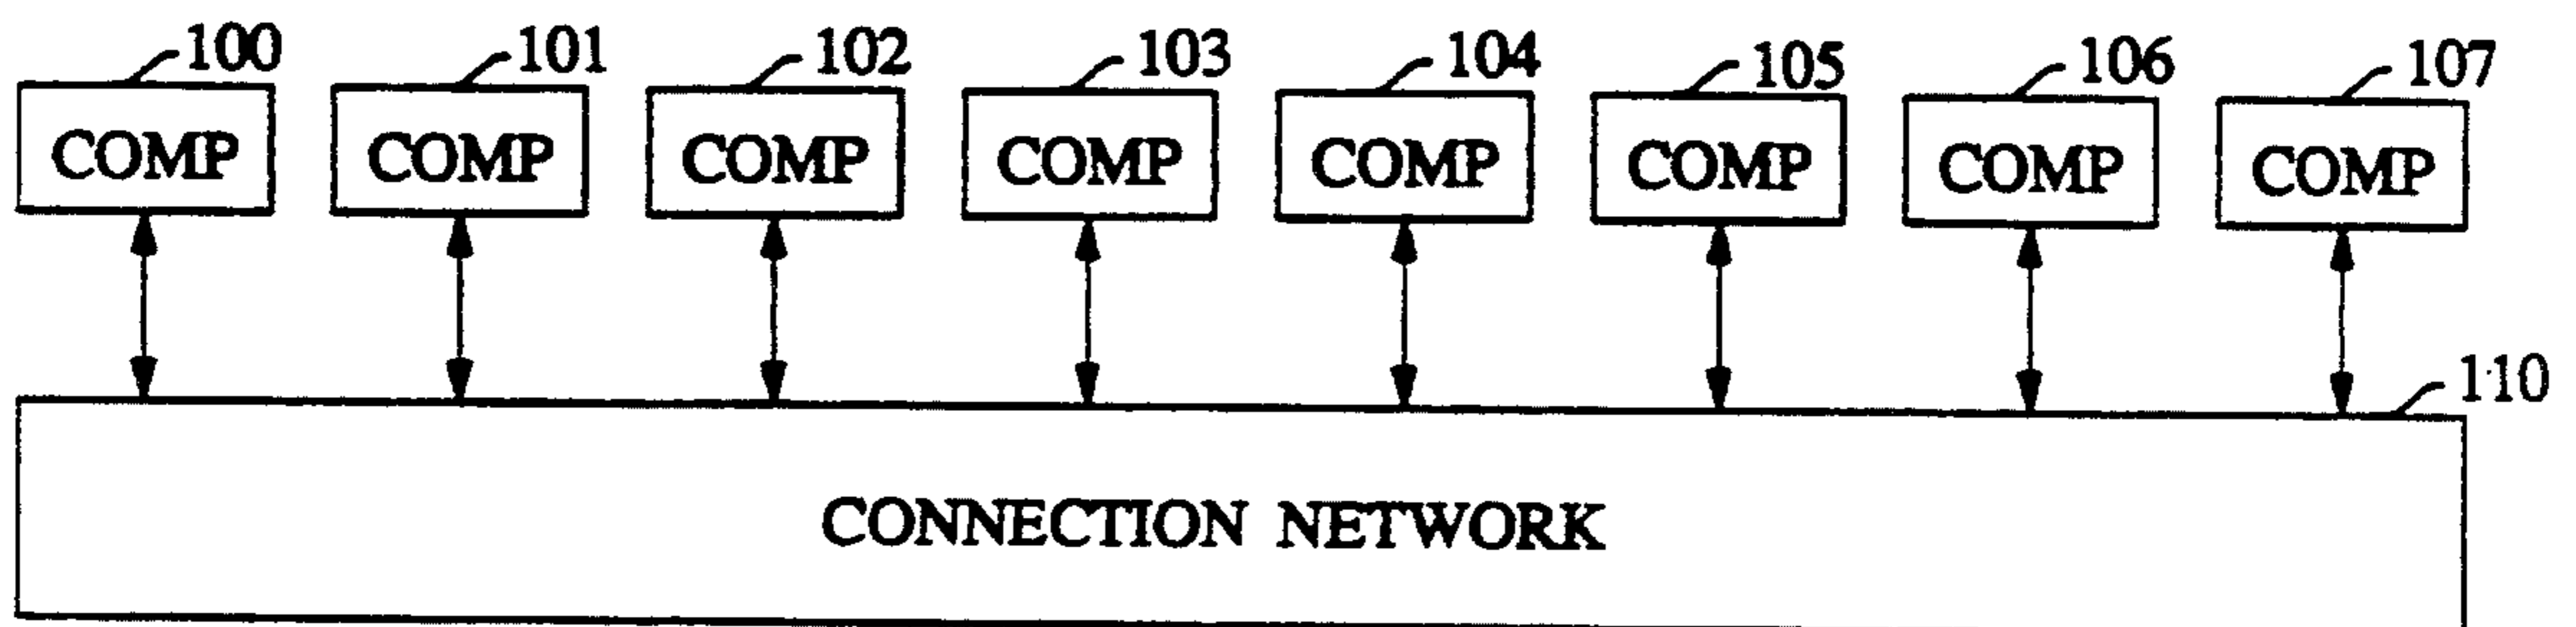 100 101 102 103 104 105 106 107
COMP COMP COMP COMP COMP COMP COMP COMP
110
CONNECTION NETWORK